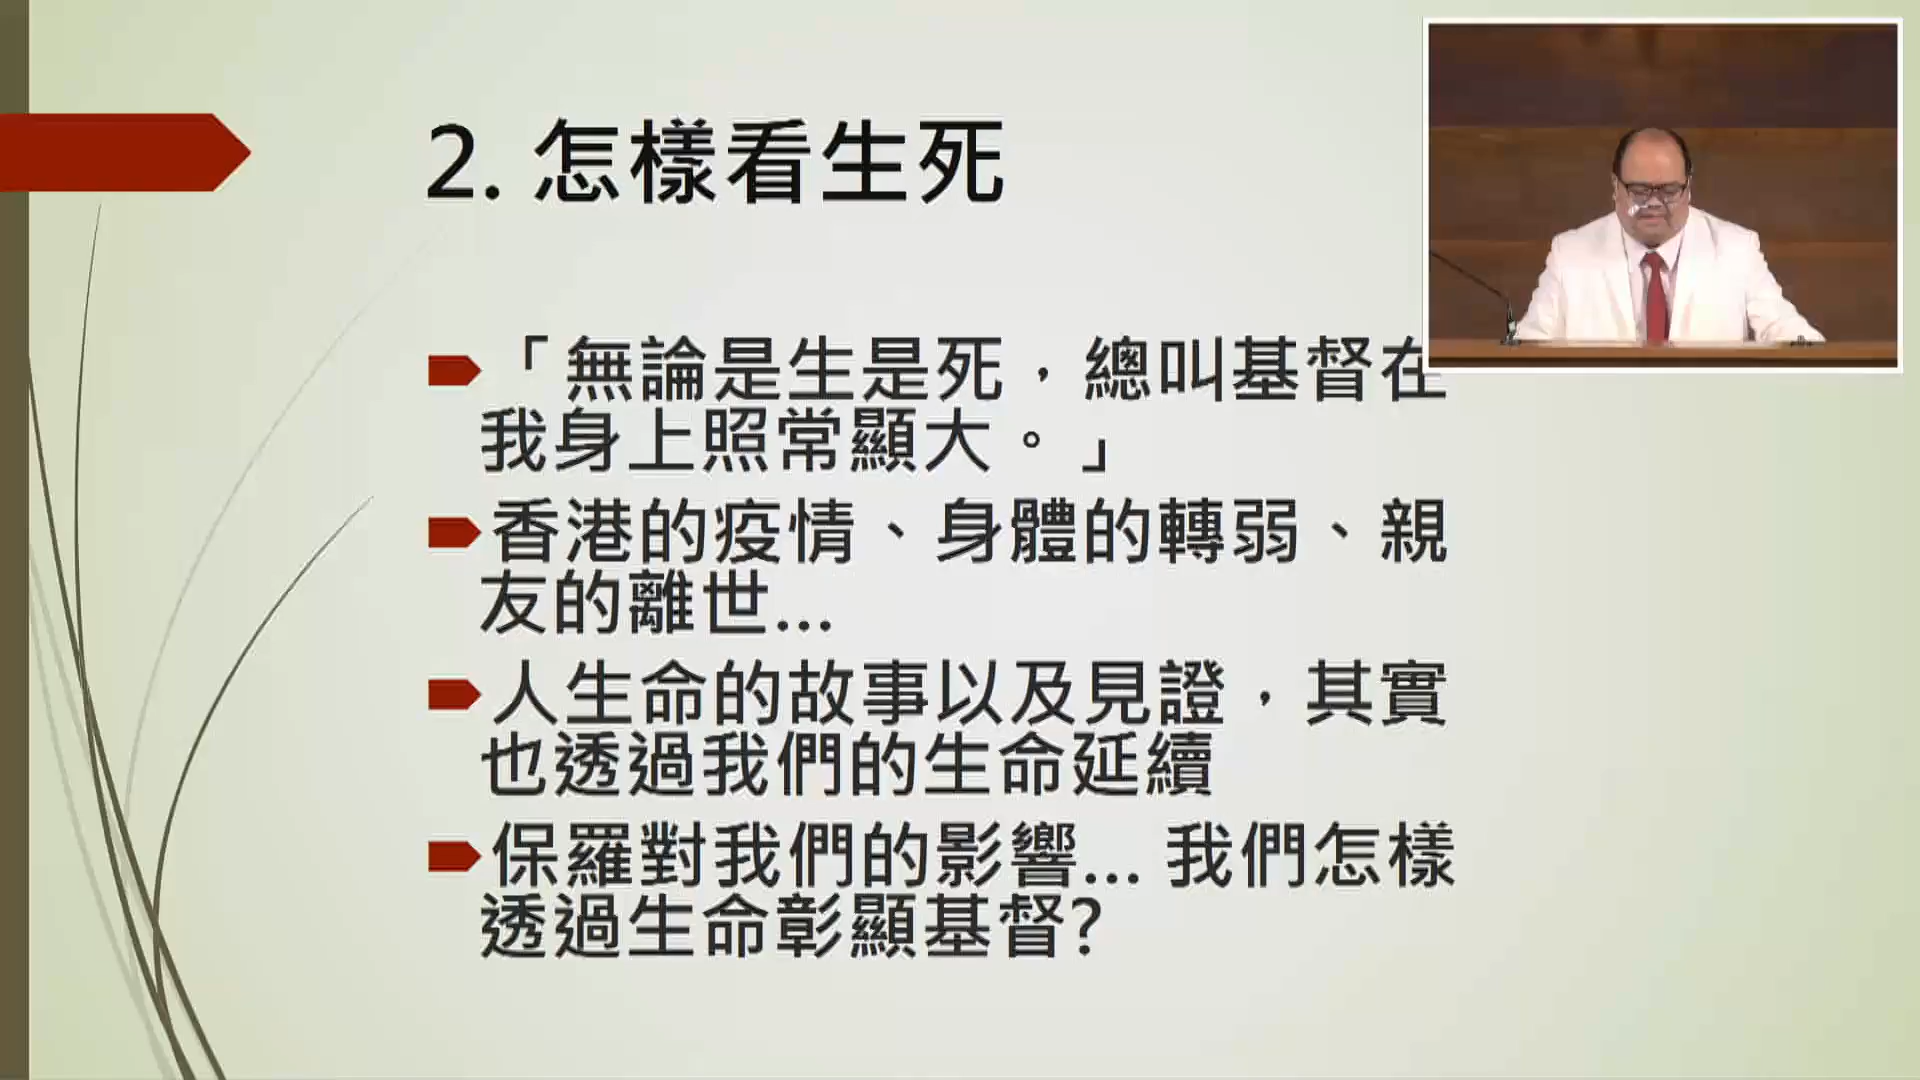 2. 怎樣看生死
「無論是生是死，總叫基督在
我身上照常顯大。」
香港的疫情、身體的轉弱、親
友的離世...
人生命的故事以及見證，其實
也透過我們的生命延續
保羅對我們的影響... 我們怎樣
透過生命彰顯基督?